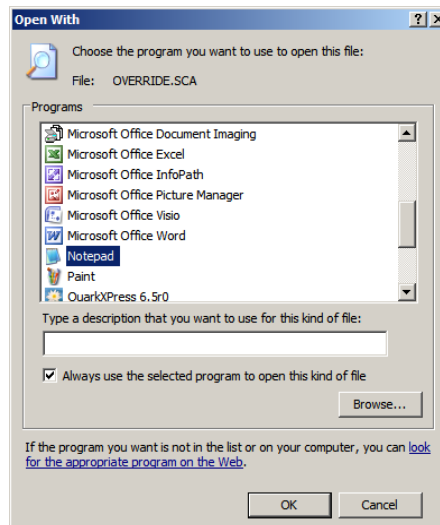 Open With
Choose the program you want to use to open this file:
File: OVERRIDE.SCA
Programs
Microsoft Office Document Imaging
Microsoft Office Excel
Microsoft Office InfoPath
Microsoft Office Picture Manager
Microsoft Office Visio
Microsoft Office Word
Notepad
Paint
QuarkXPress 6.5r0
Type a description that you want to use for this kind of file:
Always use the selected program to open this kind of file
Browse...
If the program you want is not in the list or on your computer, you can look
for the appropriate program on the Web.
OK Cancel